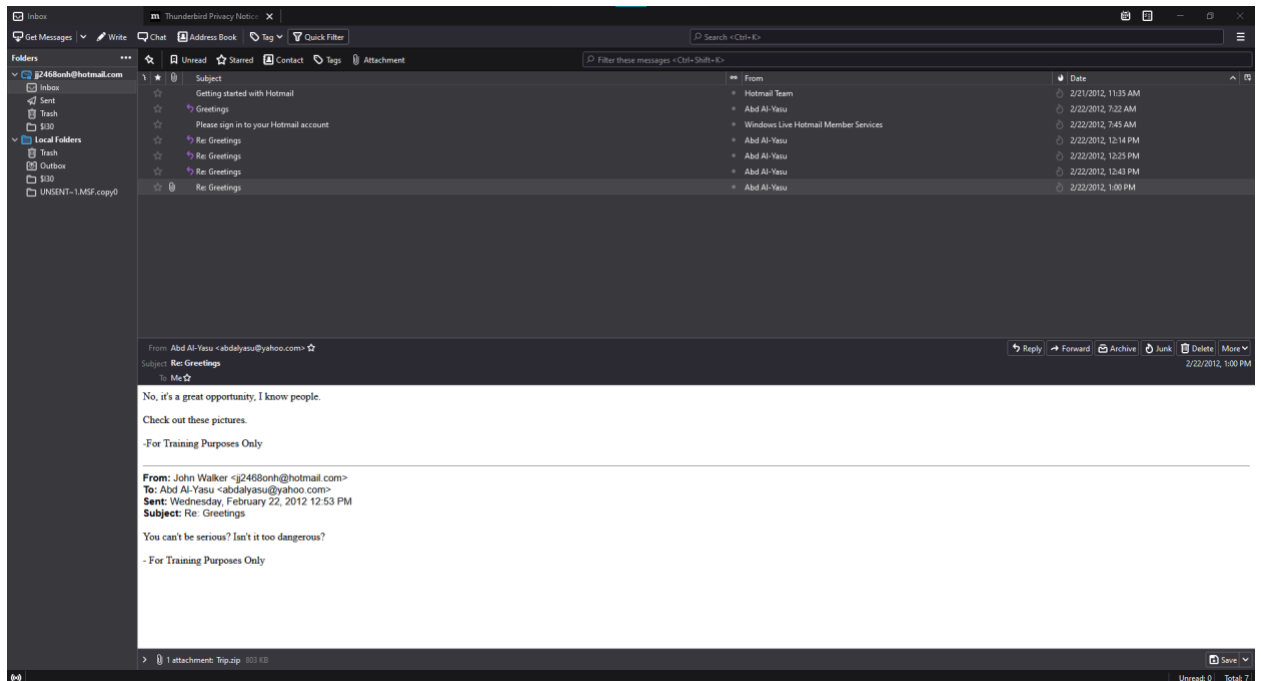 Inbox
m Thunderbird Privacy Notice
Get Messages Write Chat Address Book Tag Quick Filter Search <Ctrl+K>
Folders
Unread Starred Contact Tags Attachment Filter these messages <Ctrl+Shift+K>
jj2468onh@hotmail.com
Inbox
Sent
Trash
$I30
Local Folders
Trash
Outbox
$I30
UNSENT~1.MSF.copy0
Subject From Date
Getting started with Hotmail Hotmail Team 2/21/2012, 11:35 AM
Greetings Abd Al-Yasu 2/22/2012, 7:22 AM
Please sign in to your Hotmail account Windows Live Hotmail Member Services 2/22/2012, 7:45 AM
Re: Greetings Abd Al-Yasu 2/22/2012, 12:14 PM
Re: Greetings Abd Al-Yasu 2/22/2012, 12:25 PM
Re: Greetings Abd Al-Yasu 2/22/2012, 12:43 PM
Re: Greetings Abd Al-Yasu 2/22/2012, 1:00 PM
From Abd Al-Yasu <abdalyasu@yahoo.com> Reply Forward Archive Junk Delete More
Subject Re: Greetings 2/22/2012, 1:00 PM
To Me
No, it's a great opportunity, I know people.
Check out these pictures.
-For Training Purposes Only
From: John Walker <jj2468onh@hotmail.com>
To: Abd Al-Yasu <abdalyasu@yahoo.com>
Sent: Wednesday, February 22, 2012 12:53 PM
Subject: Re: Greetings
You can't be serious? Isn't it too dangerous?
- For Training Purposes Only
1 attachment: Trip.zip 803 KB Save
Unread: 0 Total: 7